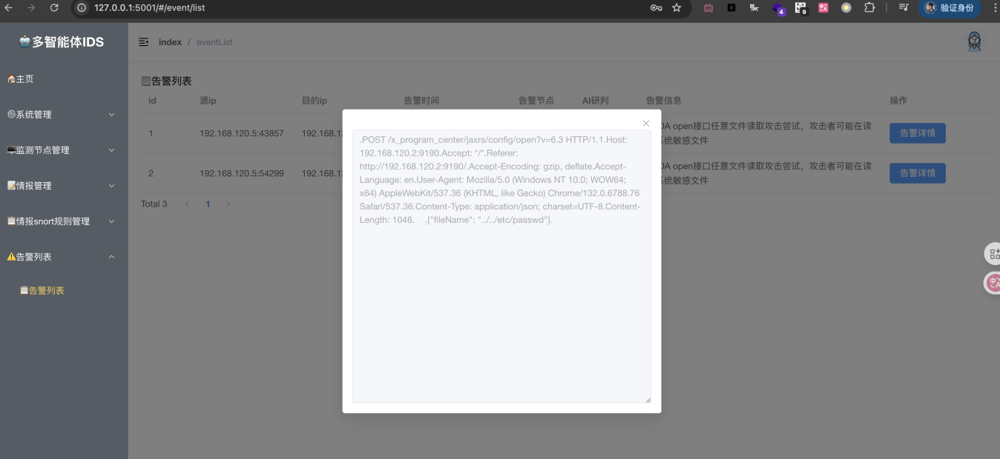 127.0.0.1:5001/#/event/list
4
9
验证身份
多智能体IDS
index / eventList
主页
系统管理
监测节点管理
情报管理
情报snort规则管理
告警列表
告警列表
告警列表
id 源ip 目的ip 告警时间 告警节点 AI研判 告警信息 操作
1 192.168.120.5:43857 192.168.1
OA open接口任意文件读取攻击尝试，攻击者可能在读
系统敏感文件
告警详情
2 192.168.120.5:54299 192.168.1
OA open接口任意文件读取攻击尝试，攻击者可能在读
系统敏感文件
告警详情
Total 3 1
.POST /x_program_center/jaxrs/config/open?v=6.3 HTTP/1.1.Host:
192.168.120.2:9190.Accept: */*.Referer:
http://192.168.120.2:9190/.Accept-Encoding: gzip, deflate.Accept-
Language: en.User-Agent: Mozilla/5.0 (Windows NT 10.0; WOW64;
x64) AppleWebKit/537.36 (KHTML, like Gecko) Chrome/132.0.6788.76
Safari/537.36.Content-Type: application/json; charset=UTF-8.Content-
Length: 1048. .{"fileName": "../../etc/passwd"}.